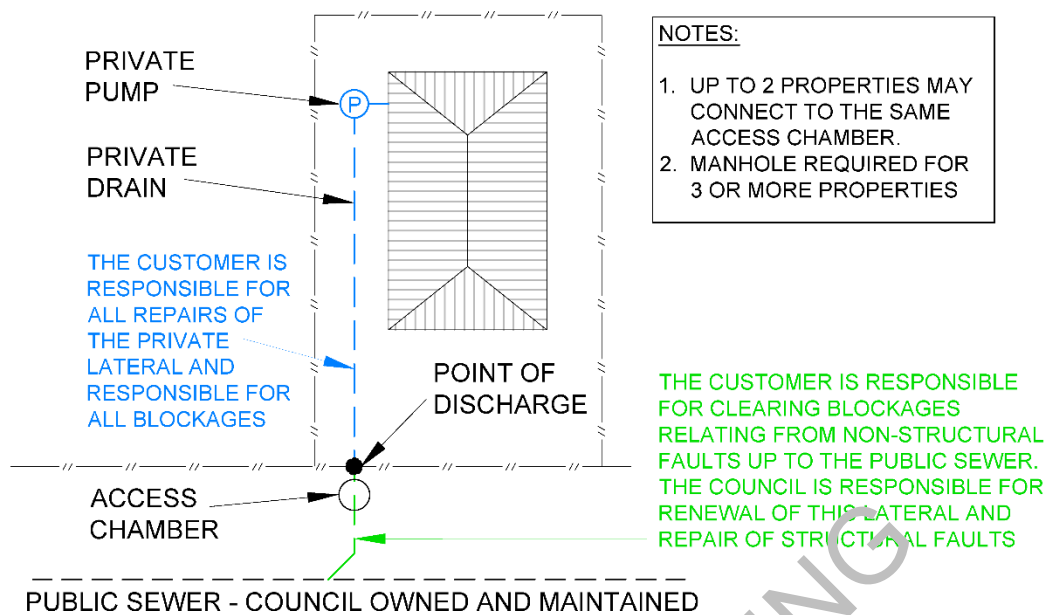 PRIVATE
PUMP
P
PRIVATE
DRAIN
THE CUSTOMER IS
RESPONSIBLE FOR
ALL REPAIRS OF
THE PRIVATE
LATERAL AND
RESPONSIBLE FOR
ALL BLOCKAGES
POINT OF
DISCHARGE
ACCESS
CHAMBER
NOTES:
1. UP TO 2 PROPERTIES MAY
CONNECT TO THE SAME
ACCESS CHAMBER.
2. MANHOLE REQUIRED FOR
3 OR MORE PROPERTIES
THE CUSTOMER IS RESPONSIBLE
FOR CLEARING BLOCKAGES
RELATING FROM NON-STRUCTURAL
FAULTS UP TO THE PUBLIC SEWER.
THE COUNCIL IS RESPONSIBLE FOR
RENEWAL OF THIS LATERAL AND
REPAIR OF STRUCTURAL FAULTS
PUBLIC SEWER - COUNCIL OWNED AND MAINTAINED